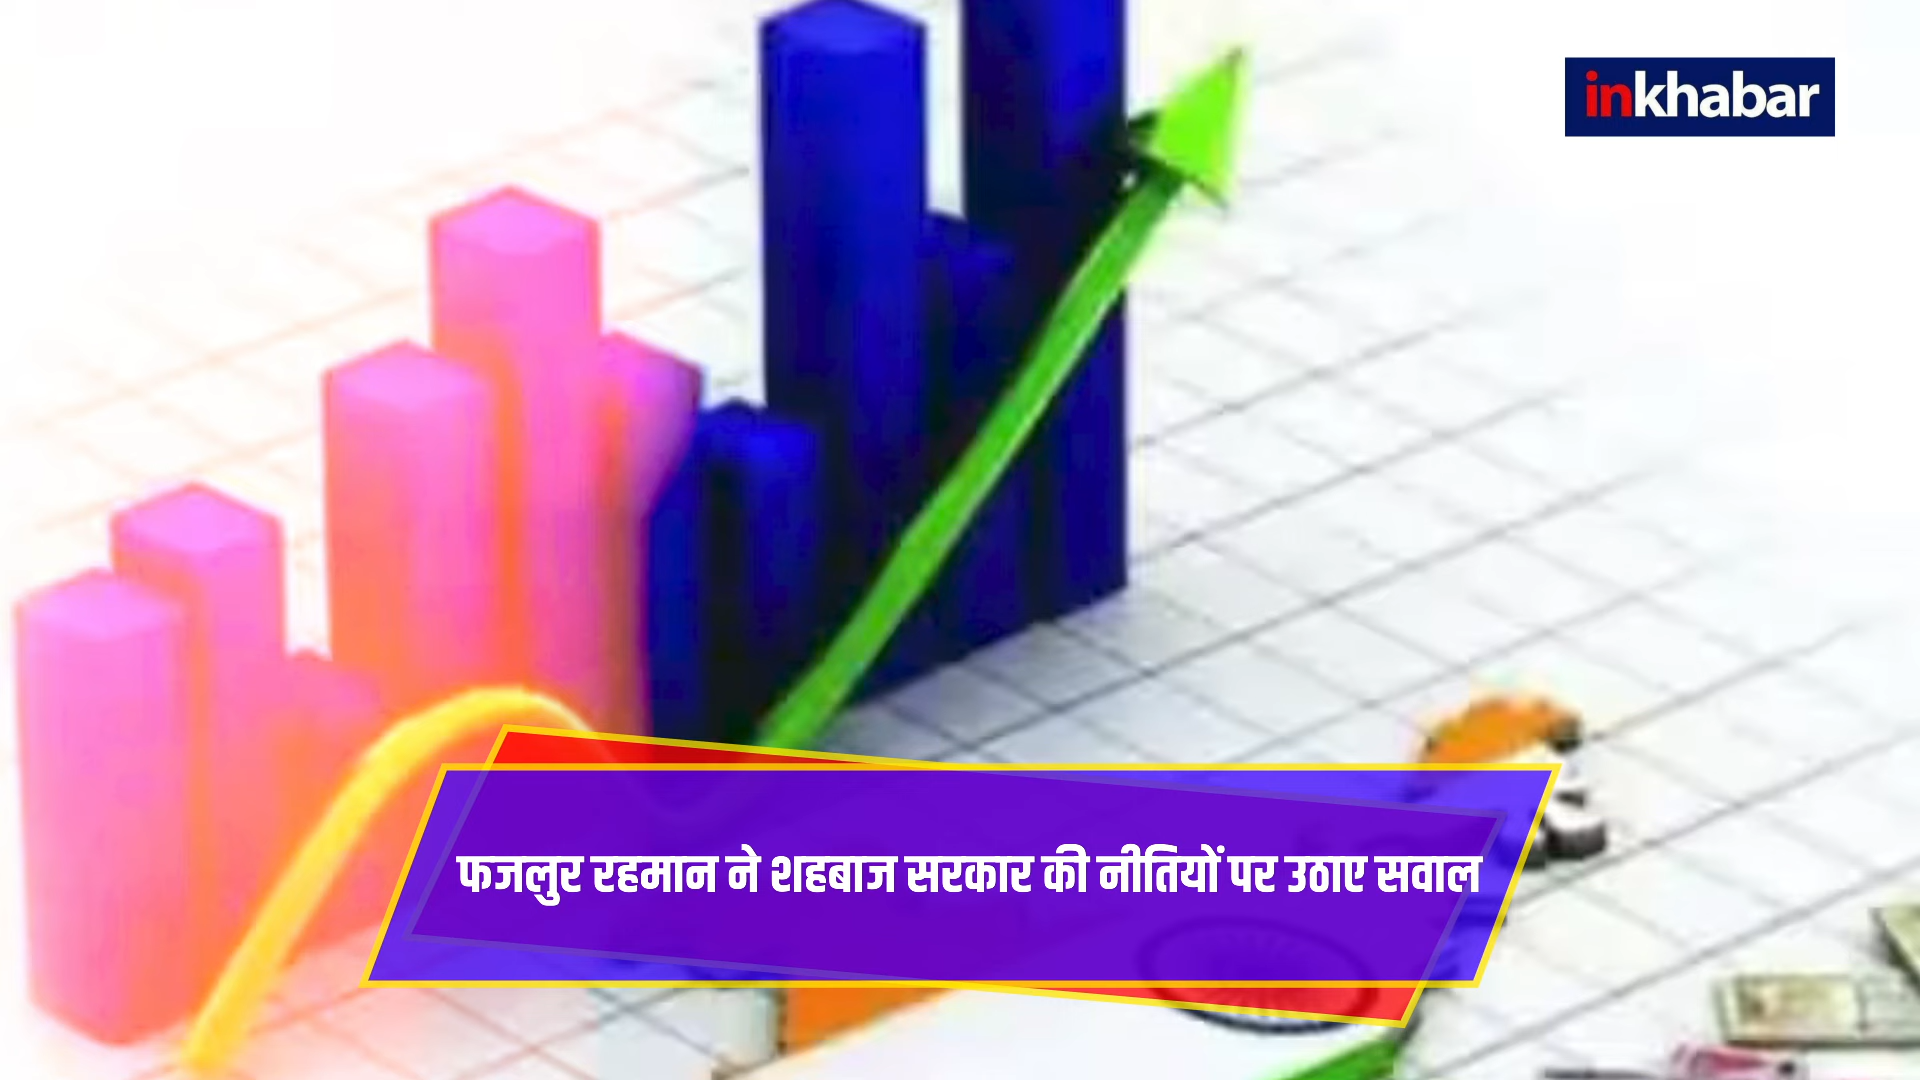 inkhabar
फजलुर रहमान ने शहबाज सरकार की नीतियों पर उठाए सवाल